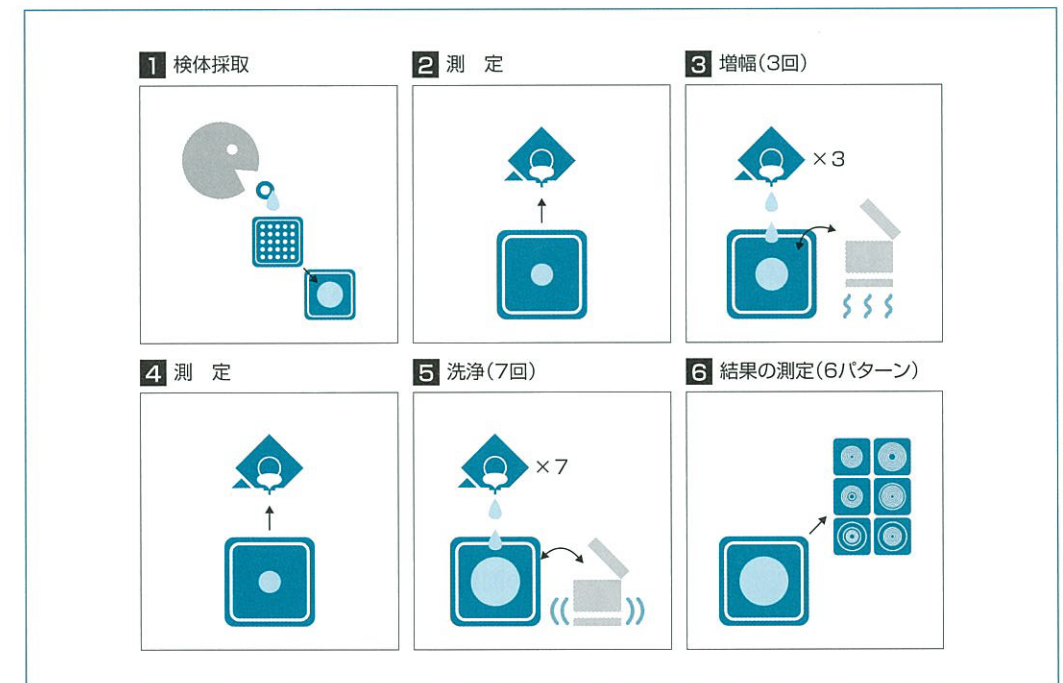 1 検体採取
2 測　定
3 増幅(3回)
×3
4 測　定
5 洗浄(7回)
×7
6 結果の測定(6パターン)